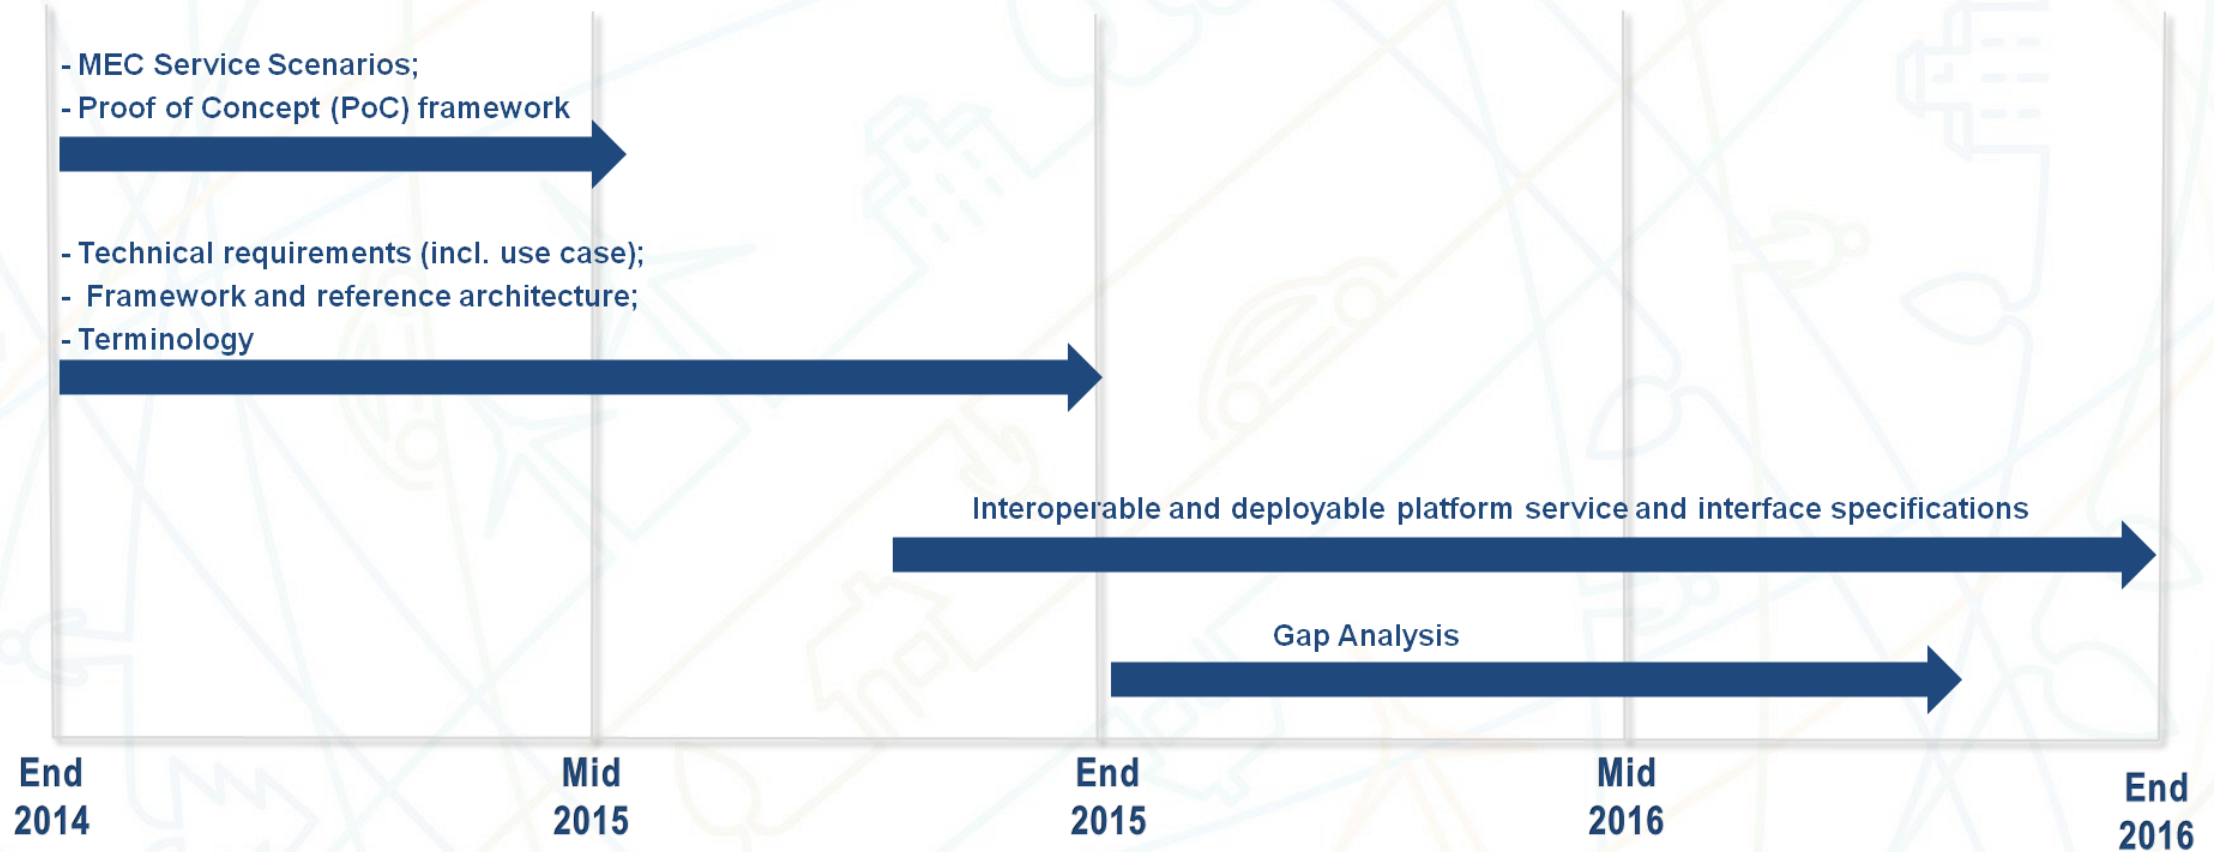 - MEC Service Scenarios;
- Proof of Concept (PoC) framework
- Technical requirements (incl. use case);
- Framework and reference architecture;
- Terminology
Interoperable and deployable platform service and interface specifications
Gap Analysis
End
2014
Mid
2015
End
2015
Mid
2016
End
2016